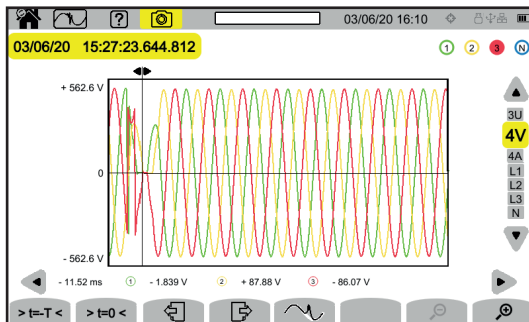 ?
03/06/20 16:10
03/06/20 15:27:23.644.812
1 2 3 N
+ 562.6 V
0
- 562.6 V
3U
4V
4A
L1
L2
L3
N
- 11.52 ms 1 - 1.839 V 2 + 87.88 V 3 - 86.07 V
> t=-T < > t=0 <